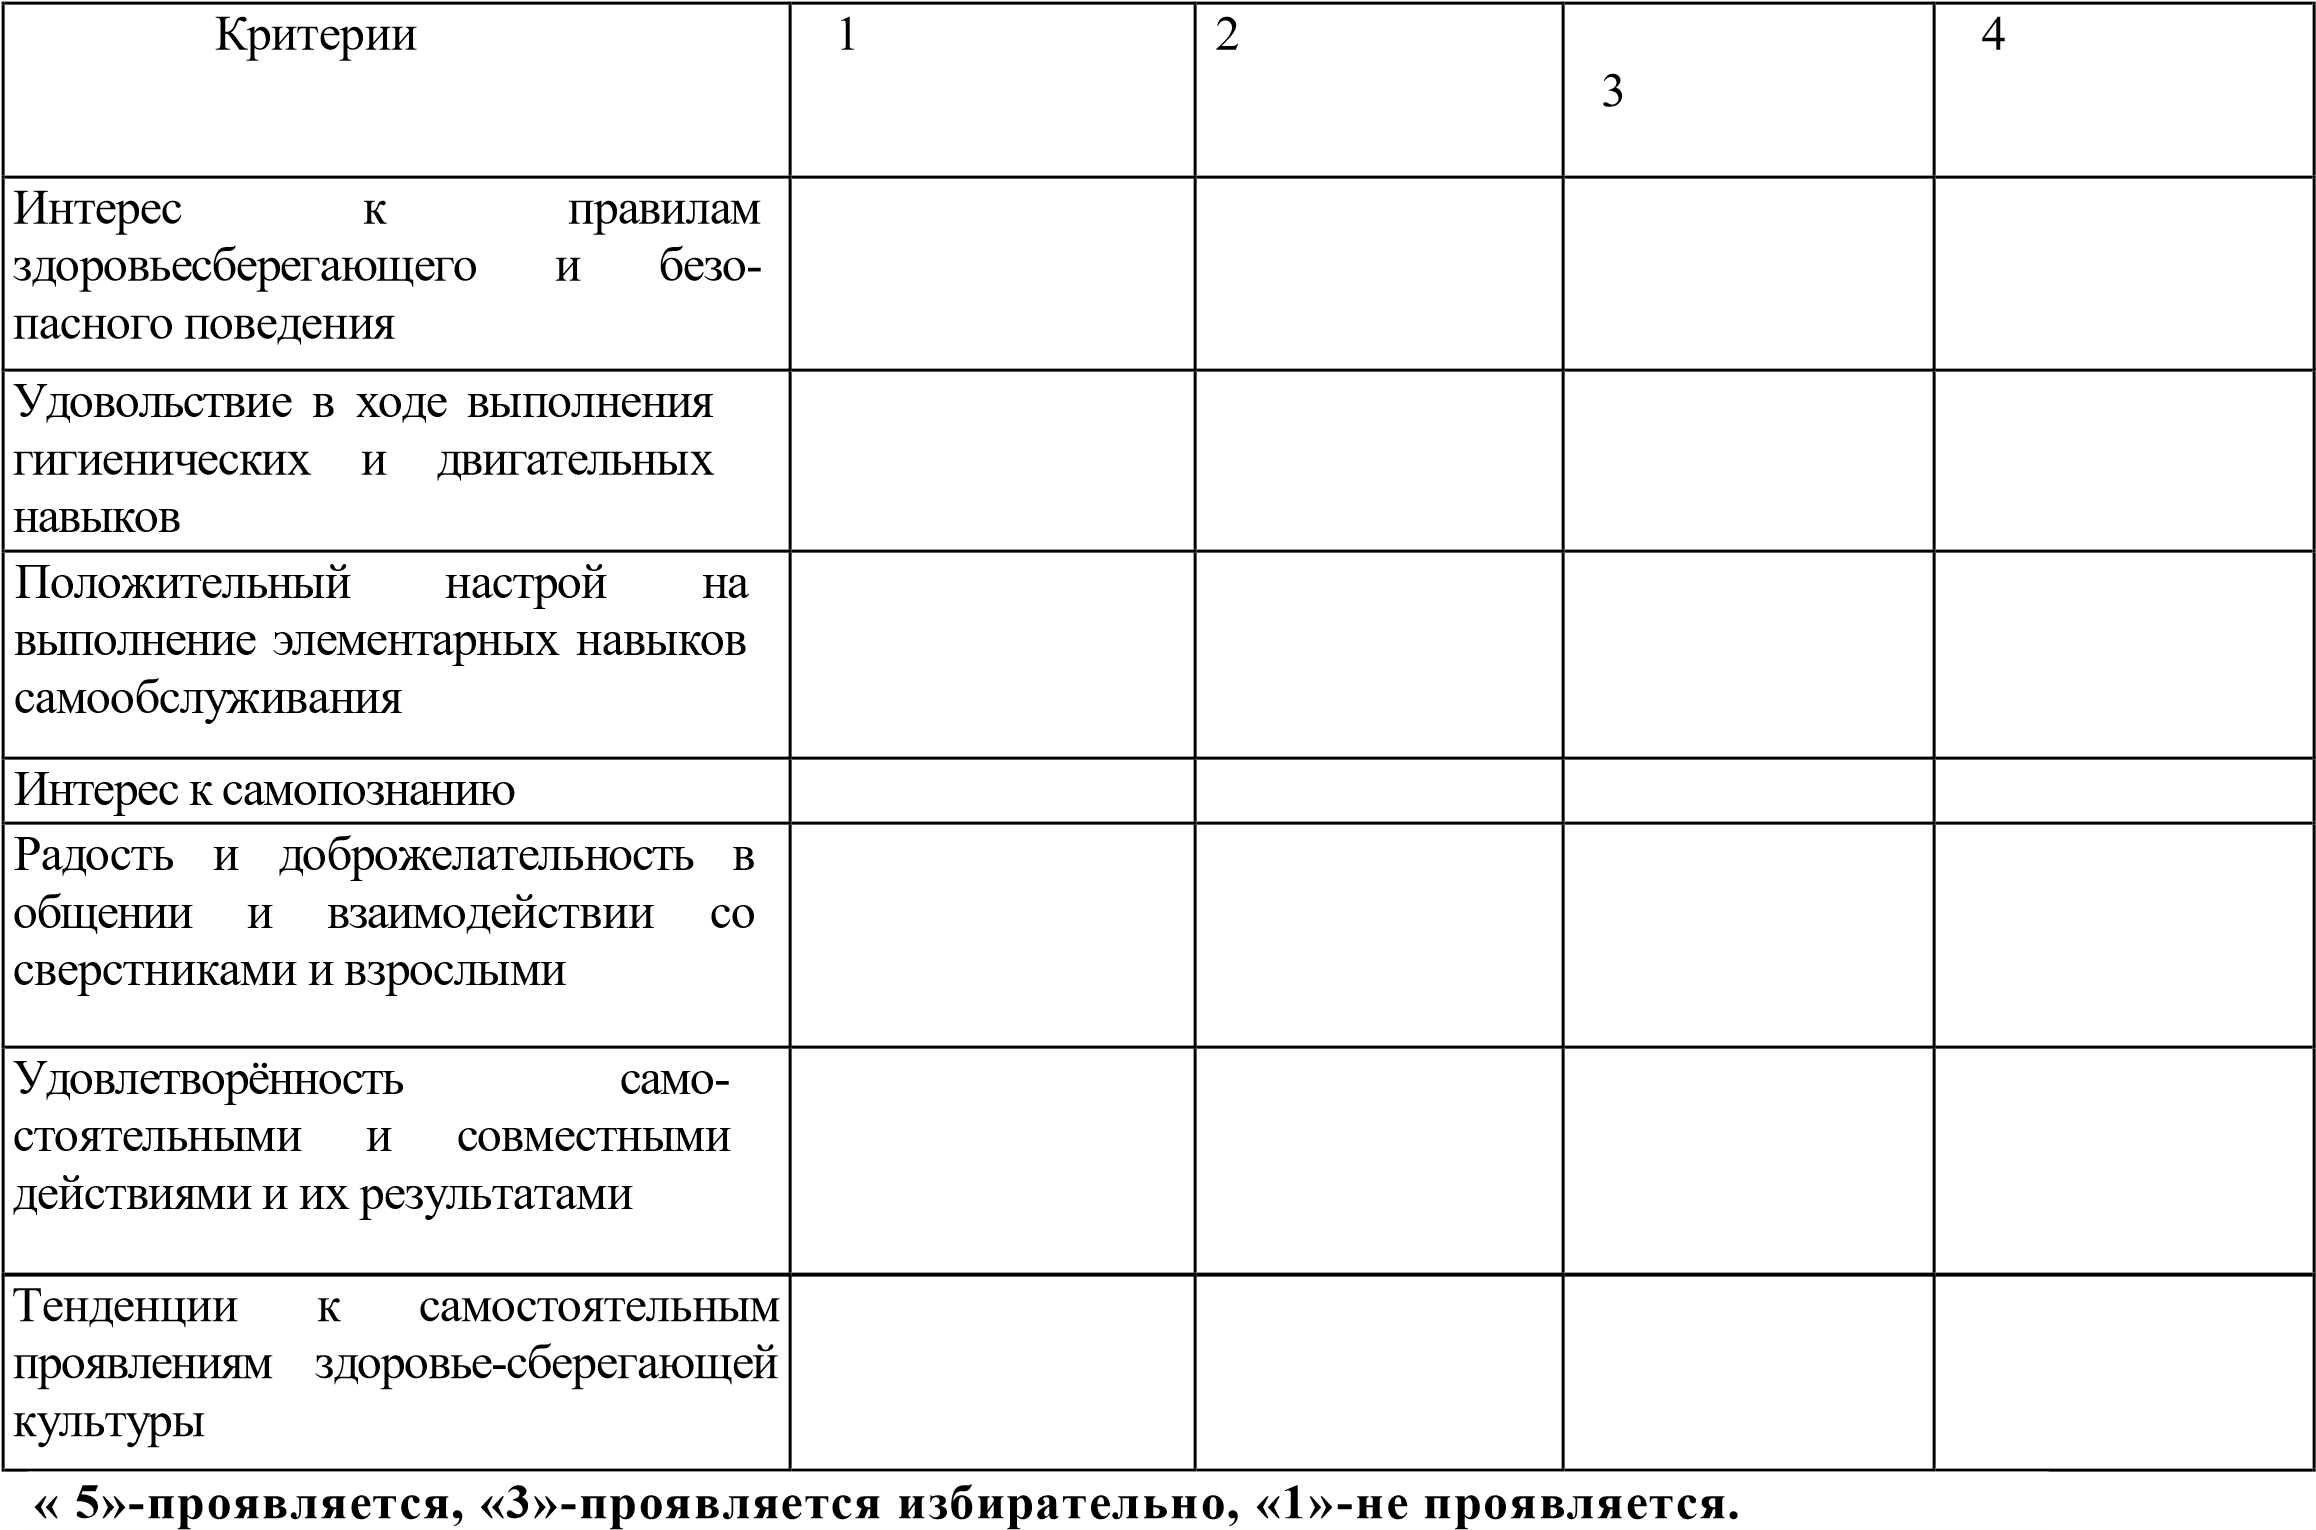 Критерии 1 2 3 4
Интерес к правилам
здоровьесберегающего и безо-
пасного поведения
Удовольствие в ходе выполнения
гигиенических и двигательных
навыков
Положительный настрой на
выполнение элементарных навыков
самообслуживания
Интерес к самопознанию
Радость и доброжелательность в
общении и взаимодействии со
сверстниками и взрослыми
Удовлетворённость само-
стоятельными и совместными
действиями и их результатами
Тенденции к самостоятельным
проявлениям здоровье-сберегающей
культуры
« 5»-проявляется, «3»-проявляется избирательно, «1»-не проявляется.